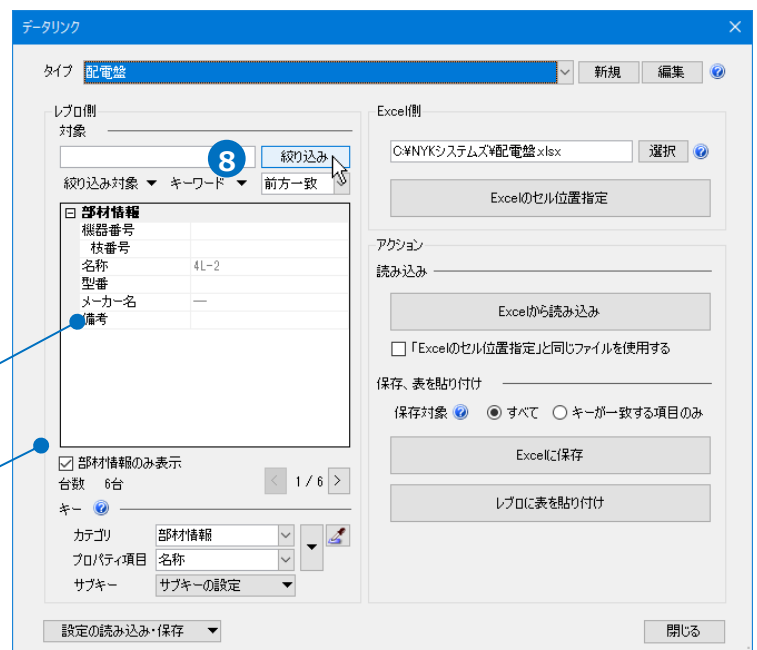 データリンク
タイプ 配電盤 新規 編集
レブロ側
対象
8 絞り込み
絞り込み対象 ▼ キーワード ▼ 前方一致
部材情報
機器番号
枝番号
名称 4L-2
型番
メーカー名 —
備考
部材情報のみ表示
台数 6台 < 1 / 6 >
キー
カテゴリ 部材情報
プロパティ項目 名称
サブキー サブキーの設定 ▼
設定の読み込み・保存 ▼
Excel側
C:¥NYKシステムズ¥配電盤.xlsx 選択
Excelのセル位置指定
アクション
読み込み
Excelから読み込み
「Excelのセル位置指定」と同じファイルを使用する
保存、表を貼り付け
保存対象 すべて キーが一致する項目のみ
Excelに保存
レブロに表を貼り付け
閉じる